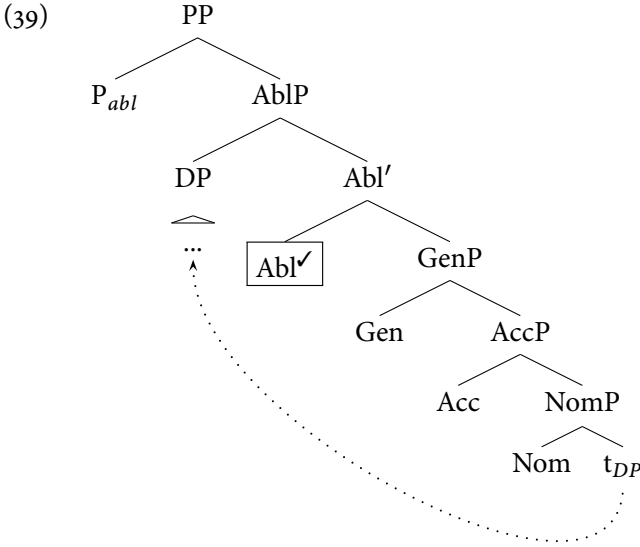 (39) PP
P_abl AblP
DP Abl′
... Abl✓ GenP
Gen AccP
Acc NomP
Nom t_DP